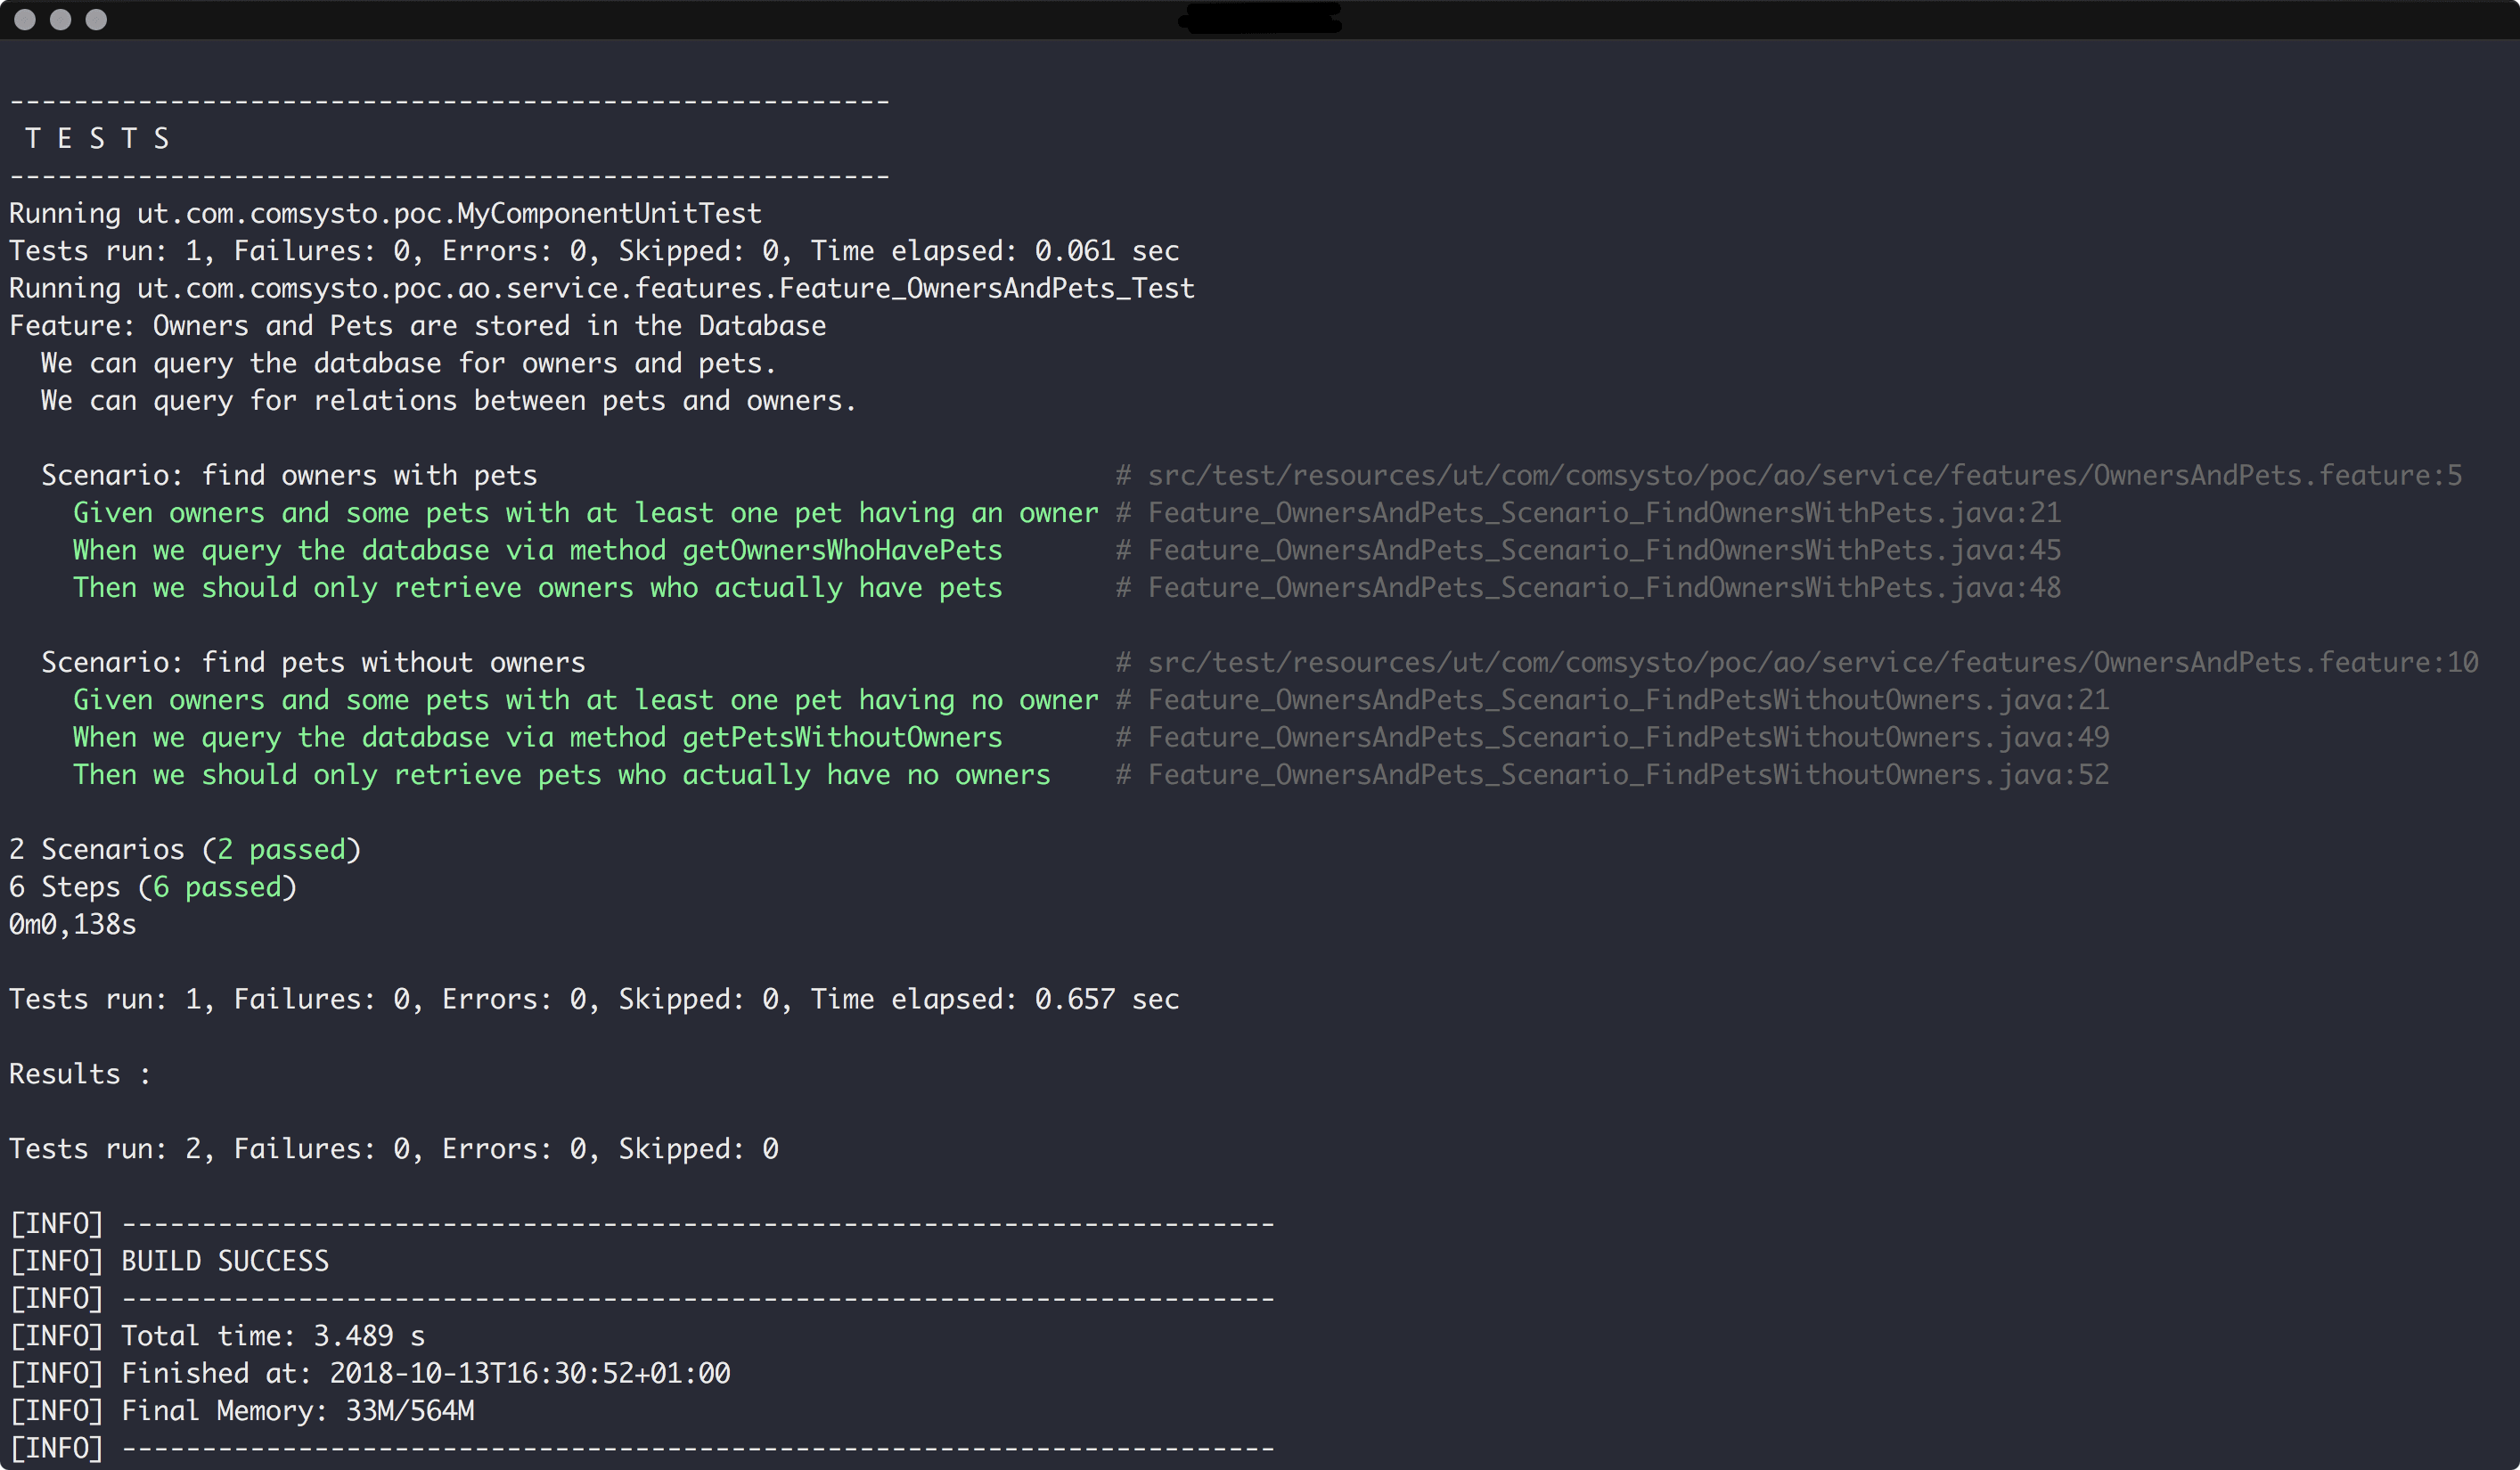 -------------------------------------------------------
 T E S T S
-------------------------------------------------------
Running ut.com.comsysto.poc.MyComponentUnitTest
Tests run: 1, Failures: 0, Errors: 0, Skipped: 0, Time elapsed: 0.061 sec
Running ut.com.comsysto.poc.ao.service.features.Feature_OwnersAndPets_Test
Feature: Owners and Pets are stored in the Database
  We can query the database for owners and pets.
  We can query for relations between pets and owners.

  Scenario: find owners with pets                                    # src/test/resources/ut/com/comsysto/poc/ao/service/features/OwnersAndPets.feature:5
    Given owners and some pets with at least one pet having an owner # Feature_OwnersAndPets_Scenario_FindOwnersWithPets.java:21
    When we query the database via method getOwnersWhoHavePets       # Feature_OwnersAndPets_Scenario_FindOwnersWithPets.java:45
    Then we should only retrieve owners who actually have pets       # Feature_OwnersAndPets_Scenario_FindOwnersWithPets.java:48

  Scenario: find pets without owners                                 # src/test/resources/ut/com/comsysto/poc/ao/service/features/OwnersAndPets.feature:10
    Given owners and some pets with at least one pet having no owner # Feature_OwnersAndPets_Scenario_FindPetsWithoutOwners.java:21
    When we query the database via method getPetsWithoutOwners       # Feature_OwnersAndPets_Scenario_FindPetsWithoutOwners.java:49
    Then we should only retrieve pets who actually have no owners    # Feature_OwnersAndPets_Scenario_FindPetsWithoutOwners.java:52

2 Scenarios (2 passed)
6 Steps (6 passed)
0m0,138s

Tests run: 1, Failures: 0, Errors: 0, Skipped: 0, Time elapsed: 0.657 sec

Results :

Tests run: 2, Failures: 0, Errors: 0, Skipped: 0

[INFO] ------------------------------------------------------------------------
[INFO] BUILD SUCCESS
[INFO] ------------------------------------------------------------------------
[INFO] Total time: 3.489 s
[INFO] Finished at: 2018-10-13T16:30:52+01:00
[INFO] Final Memory: 33M/564M
[INFO] ------------------------------------------------------------------------